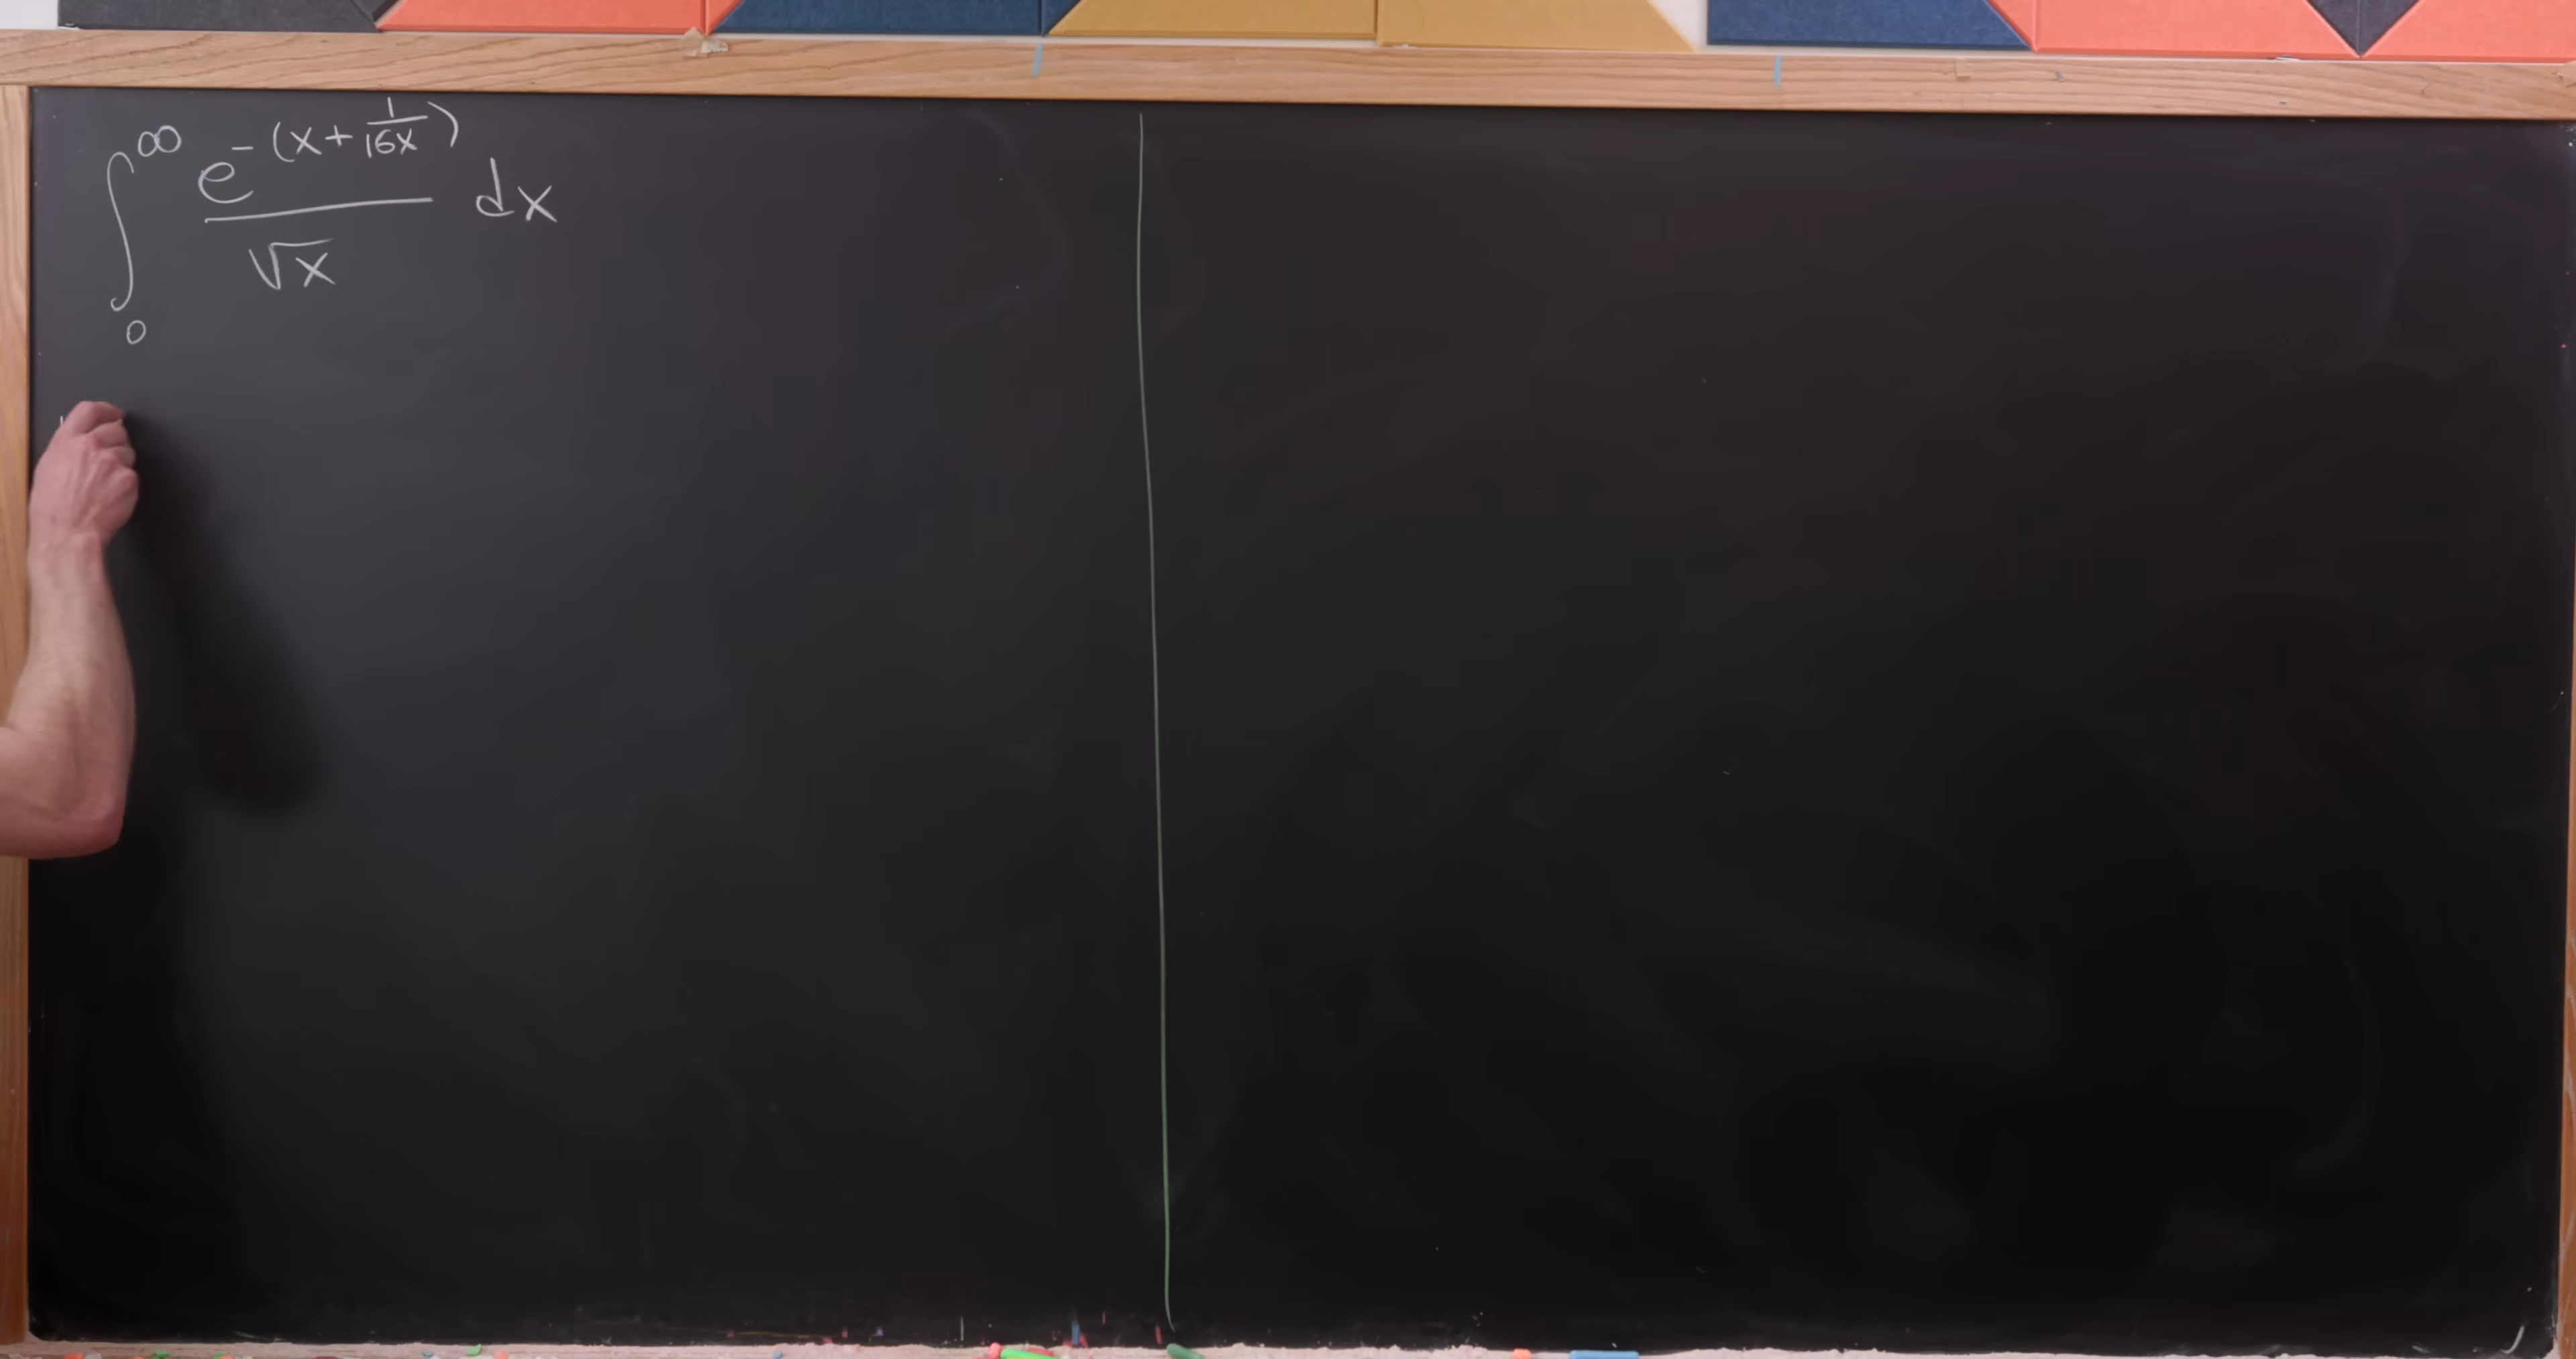 ∫₀^∞ e^{-(x + 1/(16x))} / √x dx